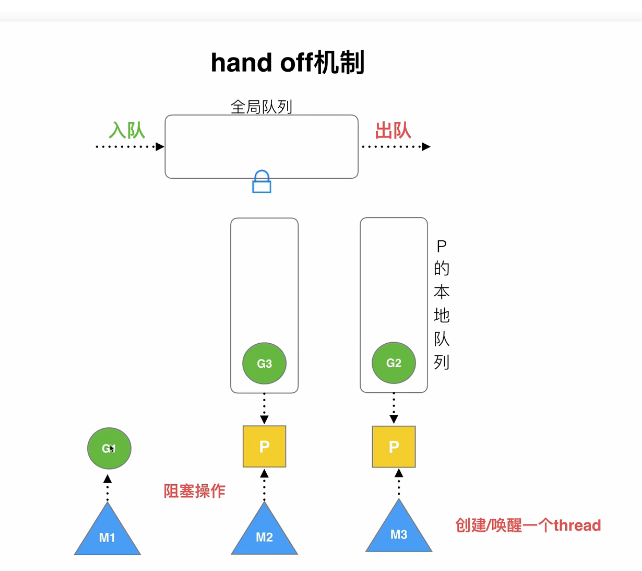 hand off机制
全局队列
入队
出队
P的本地队列
G3
G2
G1
P
P
阻塞操作
M1
M2
M3
创建/唤醒一个thread